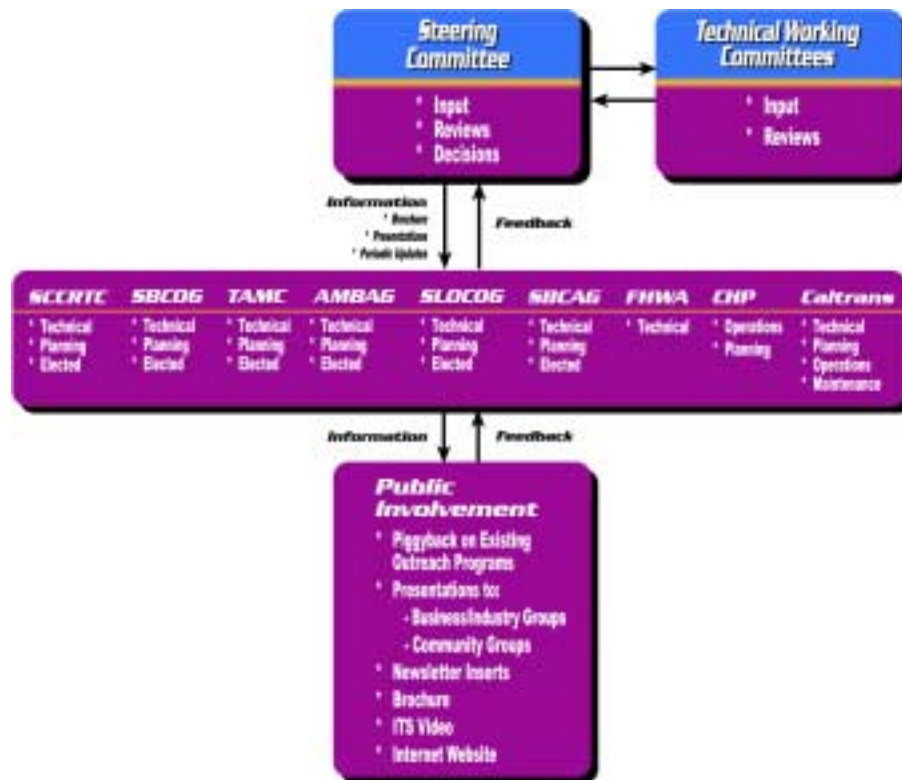 Steering
Committee
* Input
* Reviews
* Decisions
Technical Working
Committees
* Input
* Reviews
Information
* Brochure
* Presentations
* Periodic Updates
Feedback
SCCRTC
* Technical
* Planning
* Elected
SBCOG
* Technical
* Planning
* Elected
TAMC
* Technical
* Planning
* Elected
AMBAG
* Technical
* Planning
* Elected
SLOCOG
* Technical
* Planning
* Elected
SBCAG
* Technical
* Planning
* Elected
FHWA
* Technical
CHP
* Operations
* Planning
Caltrans
* Technical
* Planning
* Operations
* Maintenance
Information
Feedback
Public
Involvement
* Piggyback on Existing
Outreach Programs
* Presentations to:
- Business/Industry Groups
- Community Groups
* Newsletter Inserts
* Brochure
* ITS Video
* Internet Website